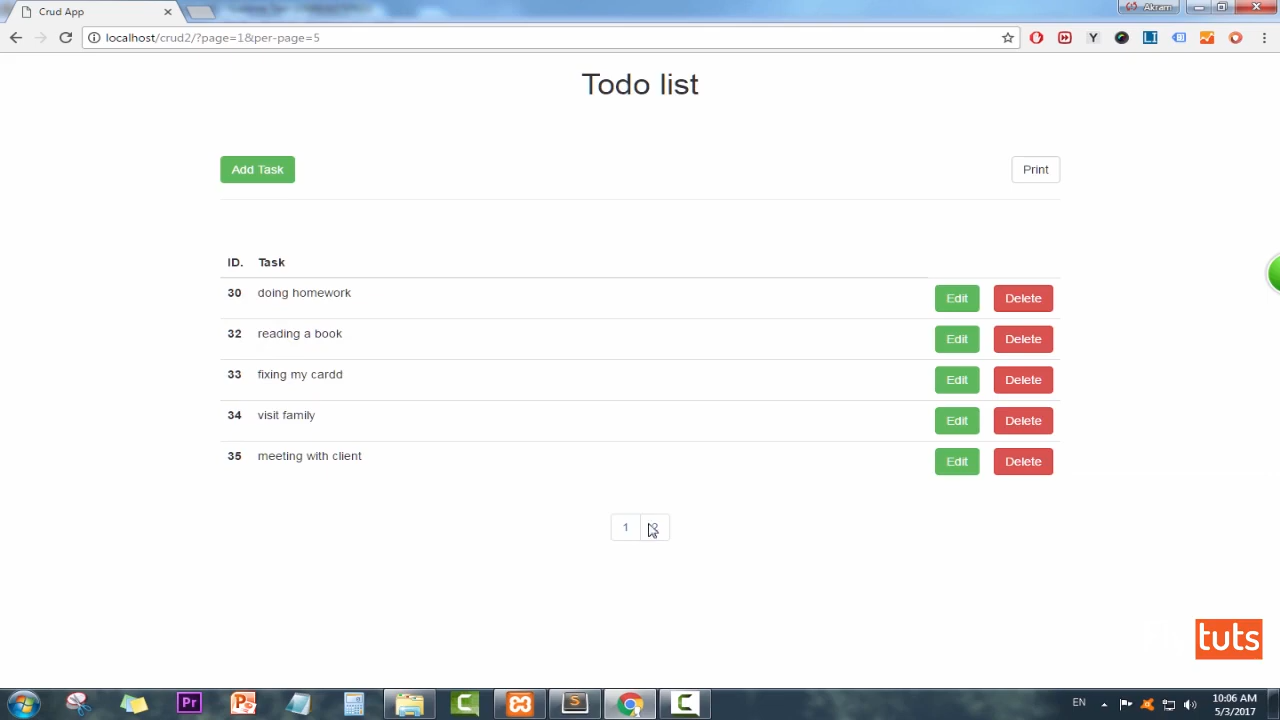 Crud App
Akram
localhost/crud2/?page=1&per-page=5
Todo list
Add Task
Print
ID. Task
30 doing homework Edit Delete
32 reading a book Edit Delete
33 fixing my cardd Edit Delete
34 visit family Edit Delete
35 meeting with client Edit Delete
1
tuts
EN
10:06 AM
5/3/2017